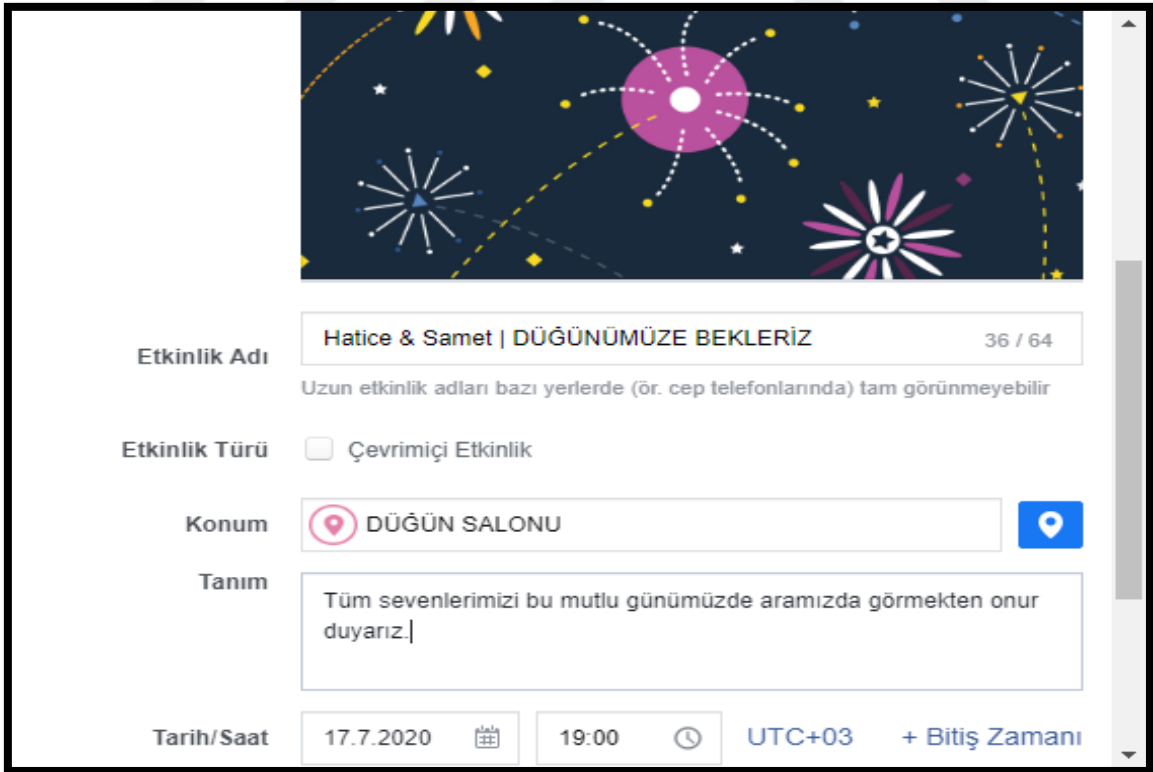 Etkinlik Adı
Hatice & Samet | DÜĞÜNÜMÜZE BEKLERİZ
36 / 64
Uzun etkinlik adları bazı yerlerde (ör. cep telefonlarında) tam görünmeyebilir
Etkinlik Türü
Çevrimiçi Etkinlik
Konum
DÜĞÜN SALONU
Tanım
Tüm sevenlerimizi bu mutlu günümüzde aramızda görmekten onur
duyarız.
Tarih/Saat
17.7.2020
19:00
UTC+03
+ Bitiş Zamanı